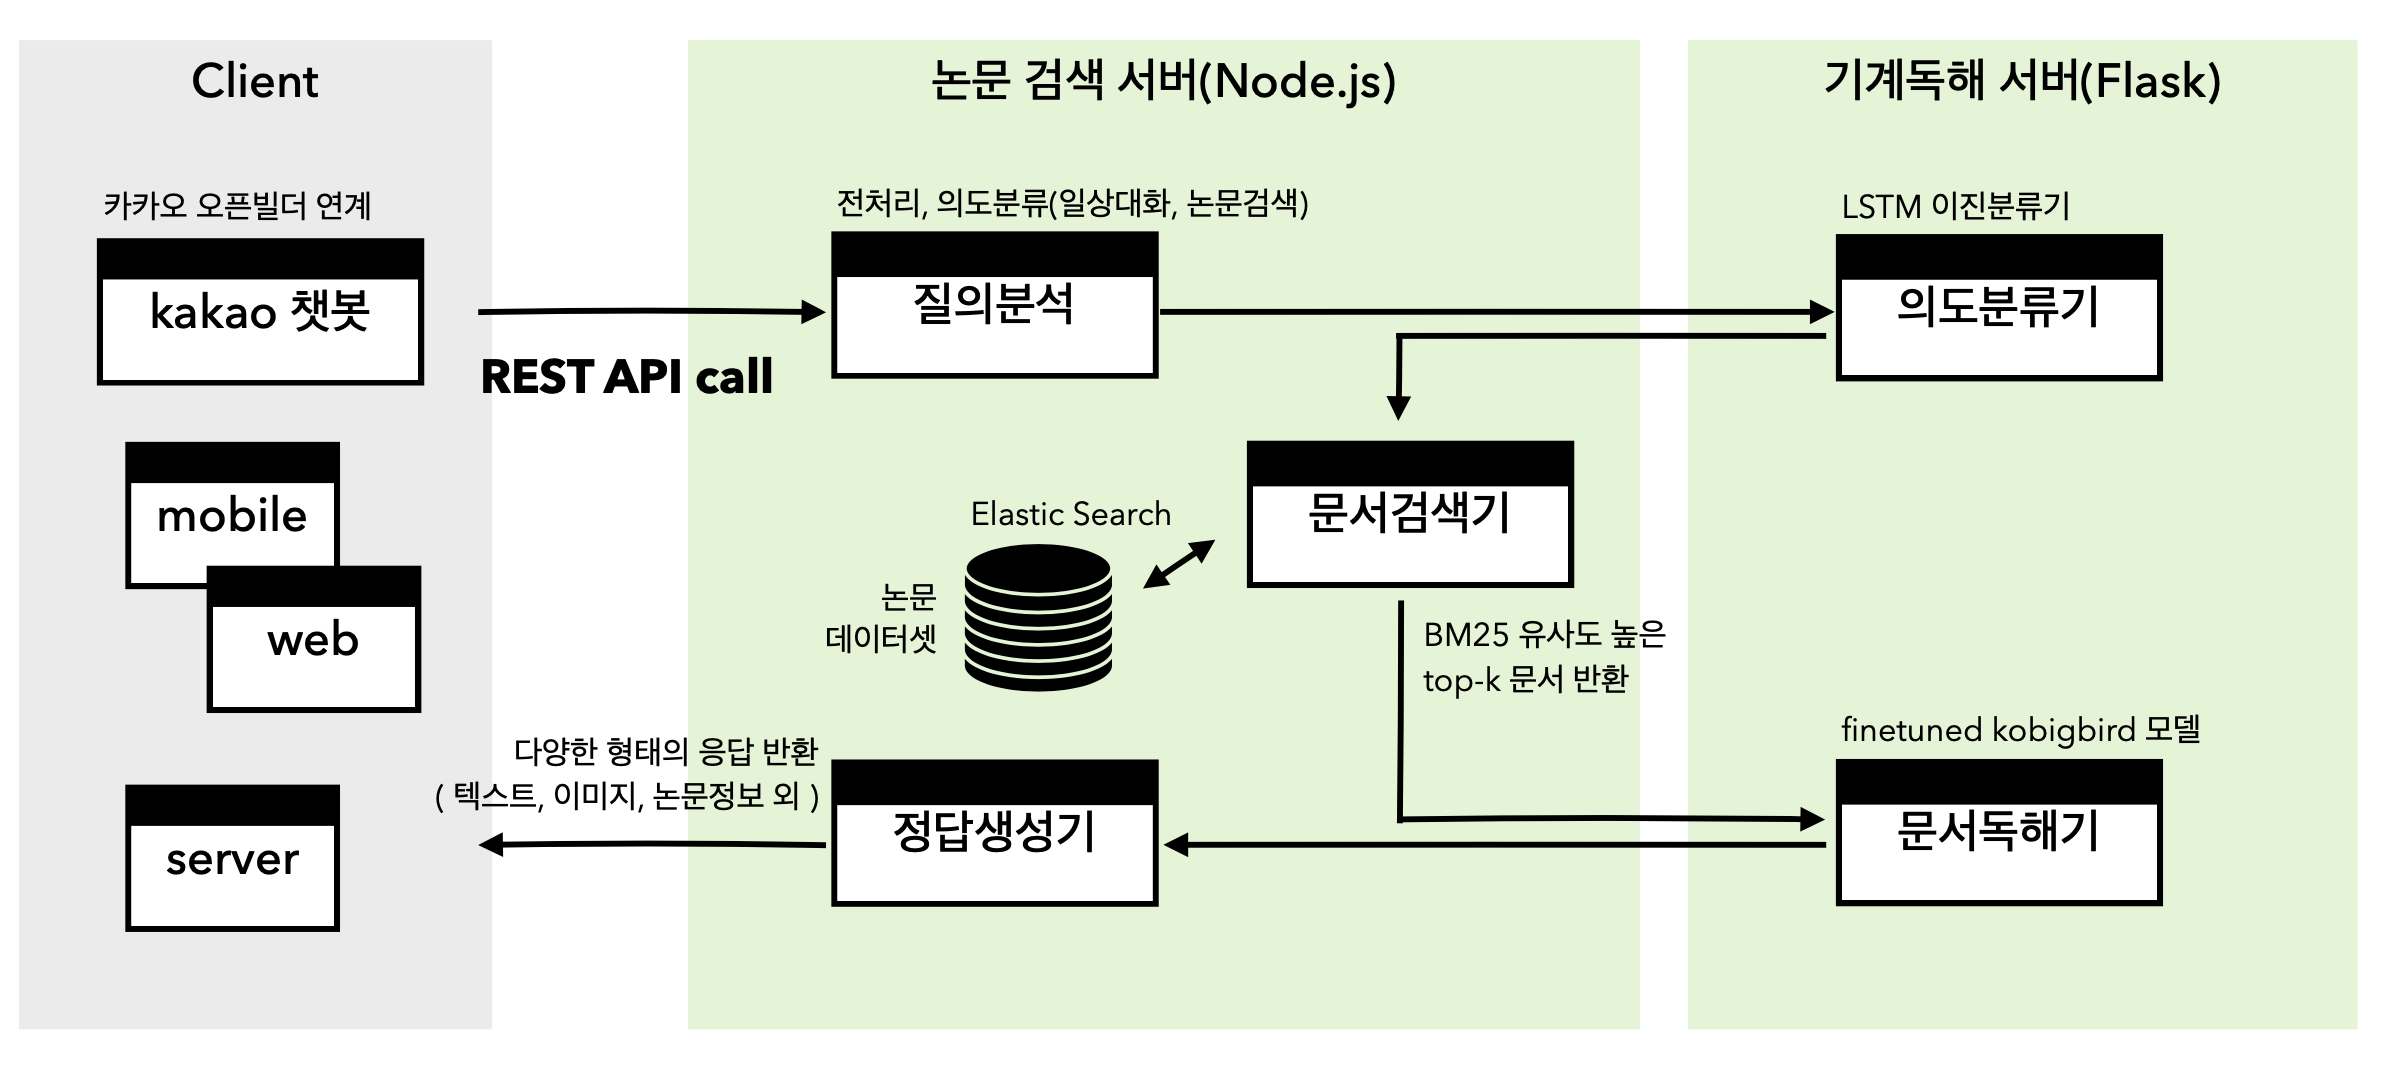 Client
카카오 오픈빌더 연계
kakao 챗봇
mobile
web
server
REST API call
다양한 형태의 응답 반환
( 텍스트, 이미지, 논문정보 외 )
논문 검색 서버(Node.js)
전처리, 의도분류(일상대화, 논문검색)
질의분석
문서검색기
Elastic Search
논문
데이터셋
BM25 유사도 높은
top-k 문서 반환
정답생성기
기계독해 서버(Flask)
LSTM 이진분류기
의도분류기
finetuned kobigbird 모델
문서독해기